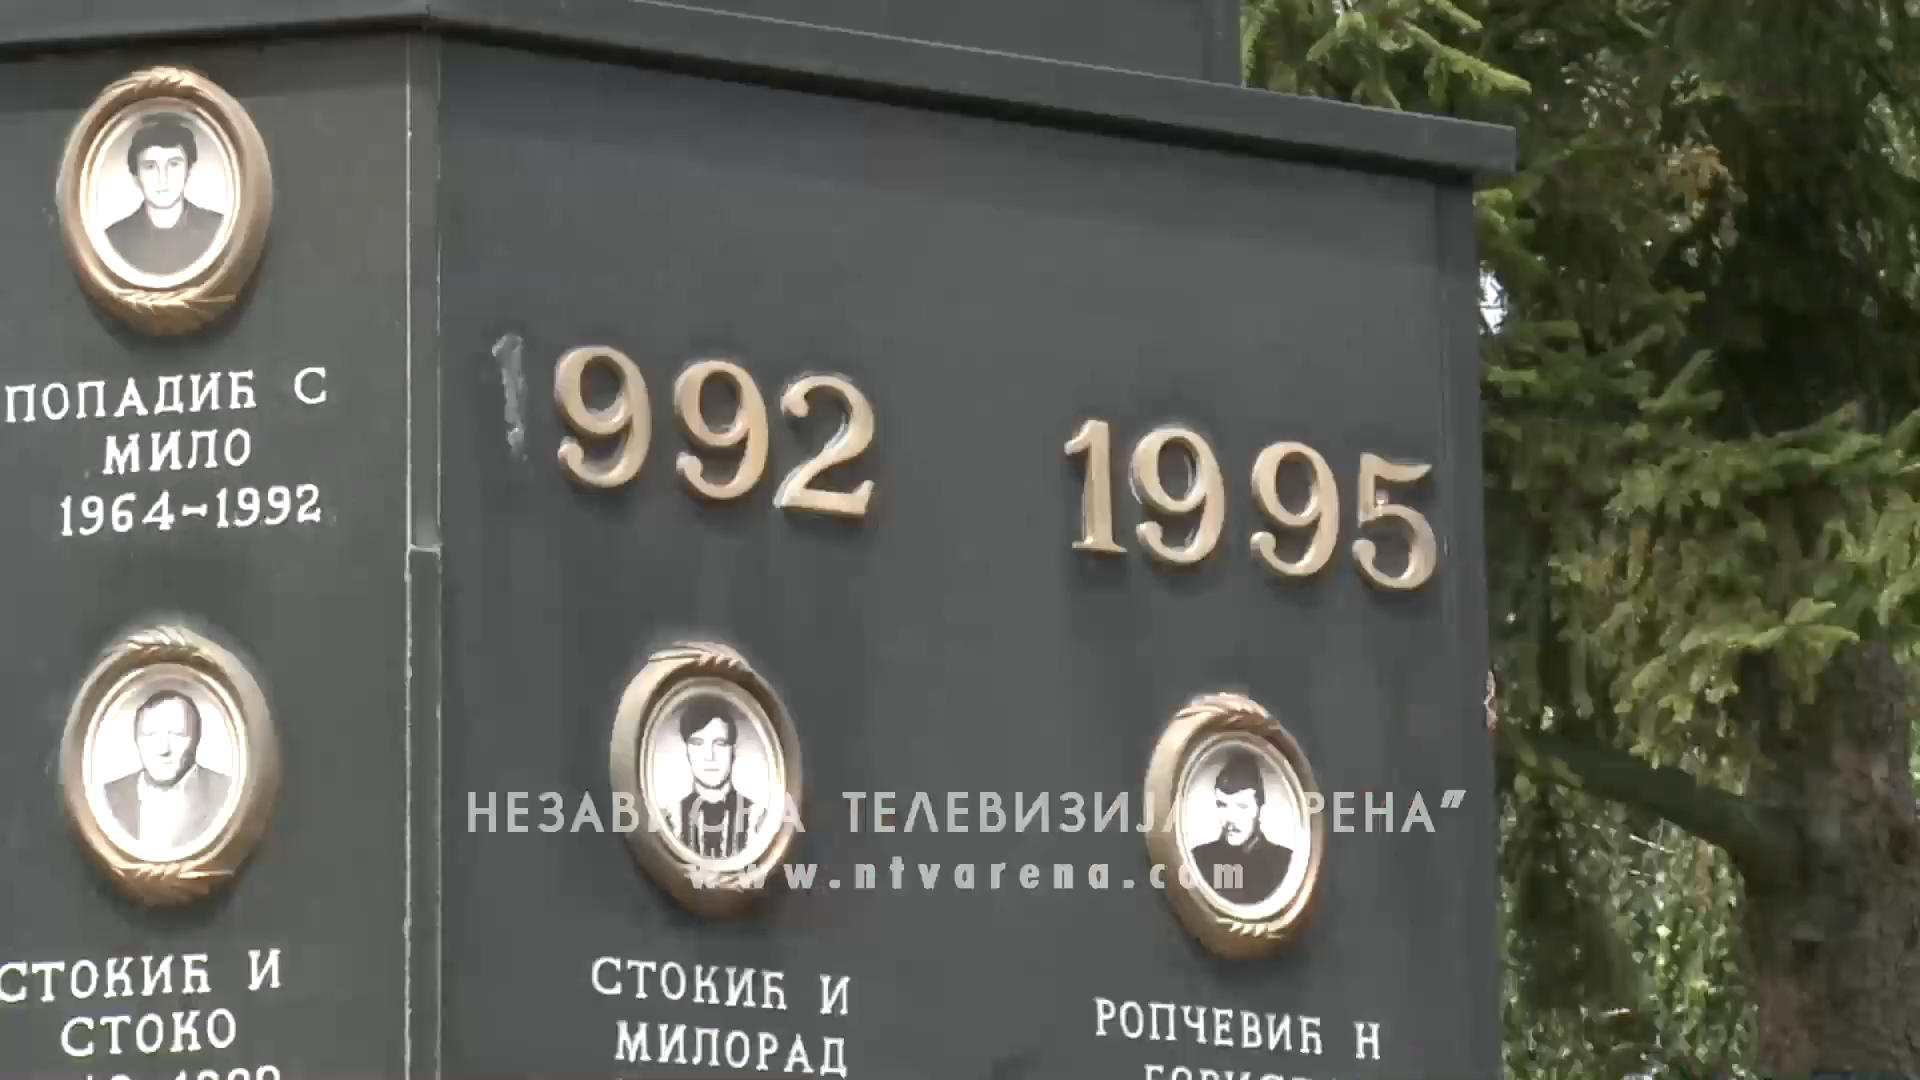 ПОПАДИЋ С
МИЛО
1964-1992
992
1995
СТОКИЋ И
СТОКО
СТОКИЋ И
МИЛОРАД
РОПЧЕВИЋ Н
НЕЗАВИСНА ТЕЛЕВИЗИЈА "АРЕНА"
www.ntvarena.com